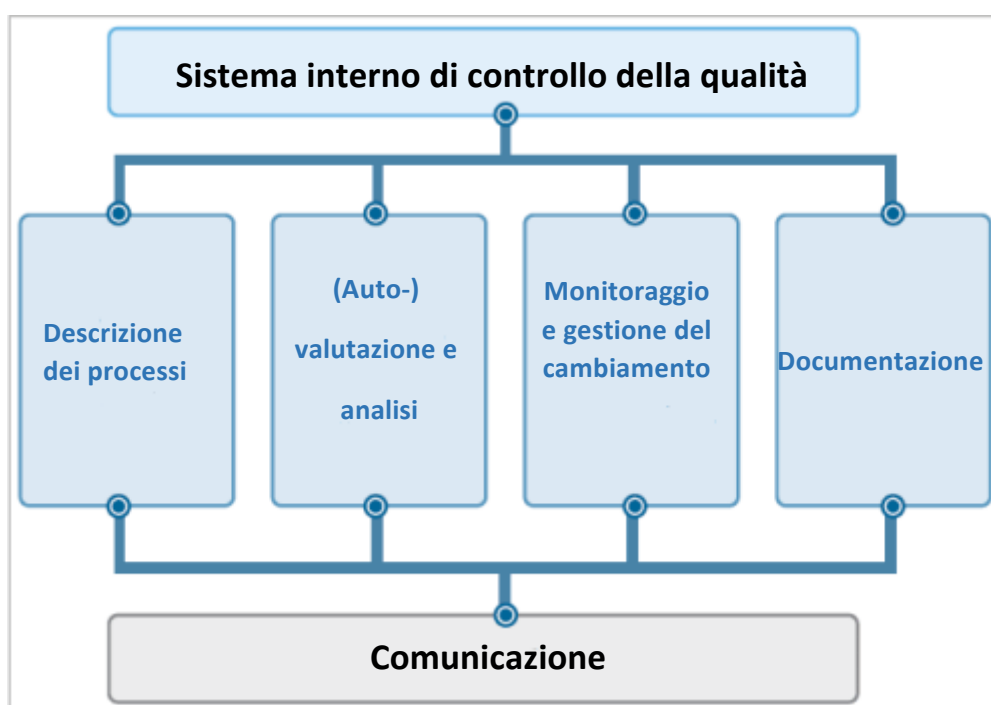 Sistema interno di controllo della qualità
Descrizione
dei processi
(Auto-)
valutazione e
analisi
Monitoraggio
e gestione del
cambiamento
Documentazione
Comunicazione